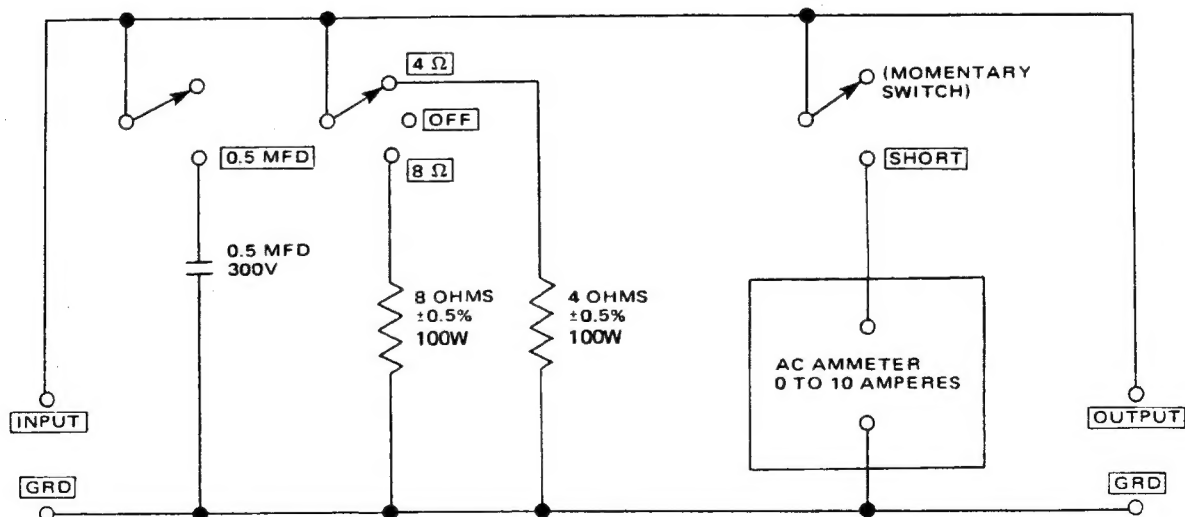 4 Ω
(MOMENTARY
SWITCH)
OFF
0.5 MFD
8 Ω
SHORT
0.5 MFD
300V
8 OHMS
±0.5%
100W
4 OHMS
±0.5%
100W
AC AMMETER
0 TO 10 AMPERES
INPUT
OUTPUT
GRD
GRD